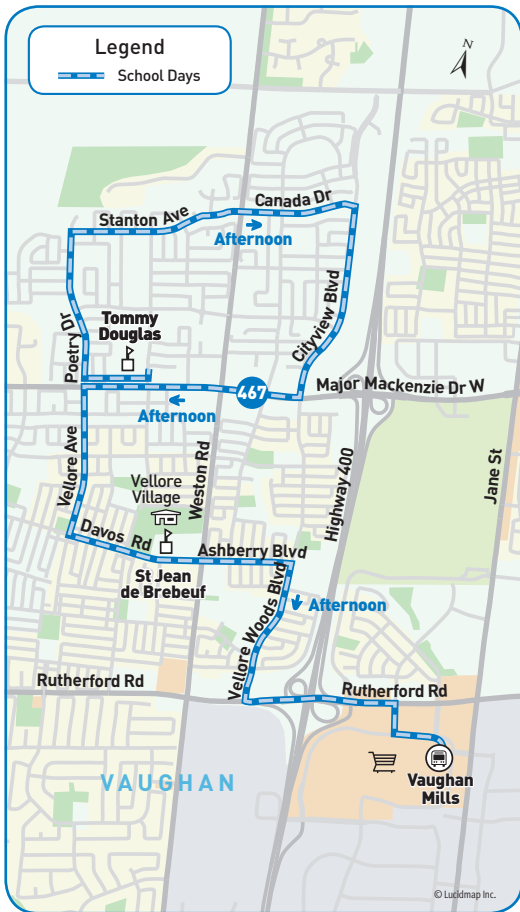 Legend
School Days
N
Canada Dr
Stanton Ave
Afternoon
Cityview Blvd
Poetry Dr
Tommy
Douglas
467
Major Mackenzie Dr W
Afternoon
Vellore Ave
Weston Rd
Highway 400
Jane St
Vellore
Village
Davos Rd
Ashberry Blvd
St Jean
de Brebeuf
Vellore Woods Blvd
Afternoon
Rutherford Rd
Rutherford Rd
VAUGHAN
Vaughan
Mills
© Lucidmap Inc.